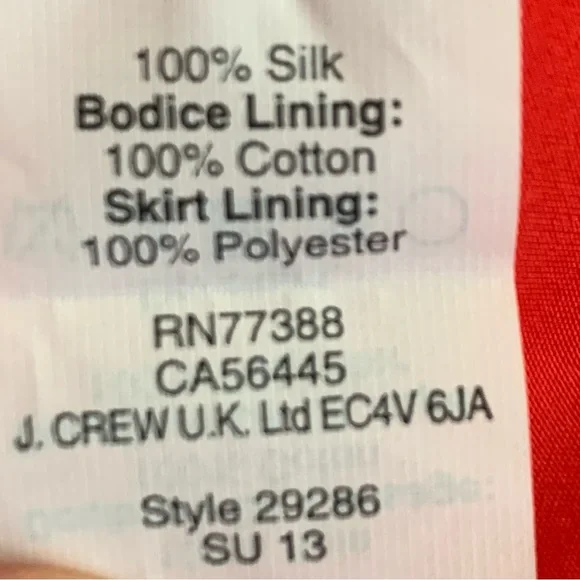 100% Silk
Bodice Lining:
100% Cotton
Skirt Lining:
100% Polyester
RN77388
CA56445
J. CREW U.K. Ltd EC4V 6JA
Style 29286
SU 13